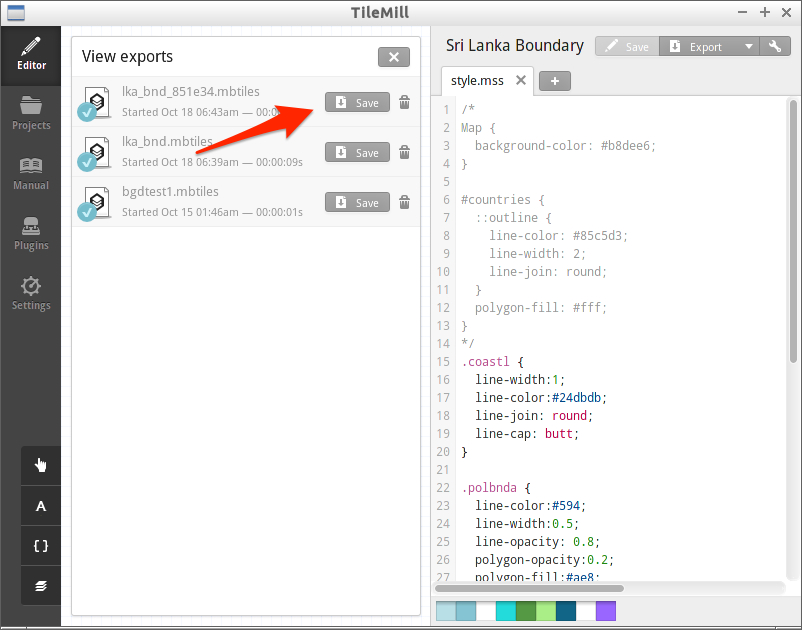 TileMill
Editor
Projects
Manual
Plugins
Settings
A
{ }
View exports
lka_bnd_851e34.mbtiles
Started Oct 18 06:43am — 00:0
Save
lka_bnd.mbtiles
Started Oct 18 06:39am — 00:00:09s
Save
bgdtest1.mbtiles
Started Oct 15 01:46am — 00:00:01s
Save
Sri Lanka Boundary
Save
Export
style.mss
1 /*
2 Map {
3 background-color: #b8dee6;
4 }
5
6 #countries {
7 ::outline {
8 line-color: #85c5d3;
9 line-width: 2;
10 line-join: round;
11 }
12 polygon-fill: #fff;
13 }
14 */
15 .coastl {
16 line-width:1;
17 line-color:#24dbdb;
18 line-join: round;
19 line-cap: butt;
20 }
21
22 .polbnda {
23 line-color:#594;
24 line-width:0.5;
25 line-opacity: 0.8;
26 polygon-opacity:0.2;
27 polygon-fill:#ae8;